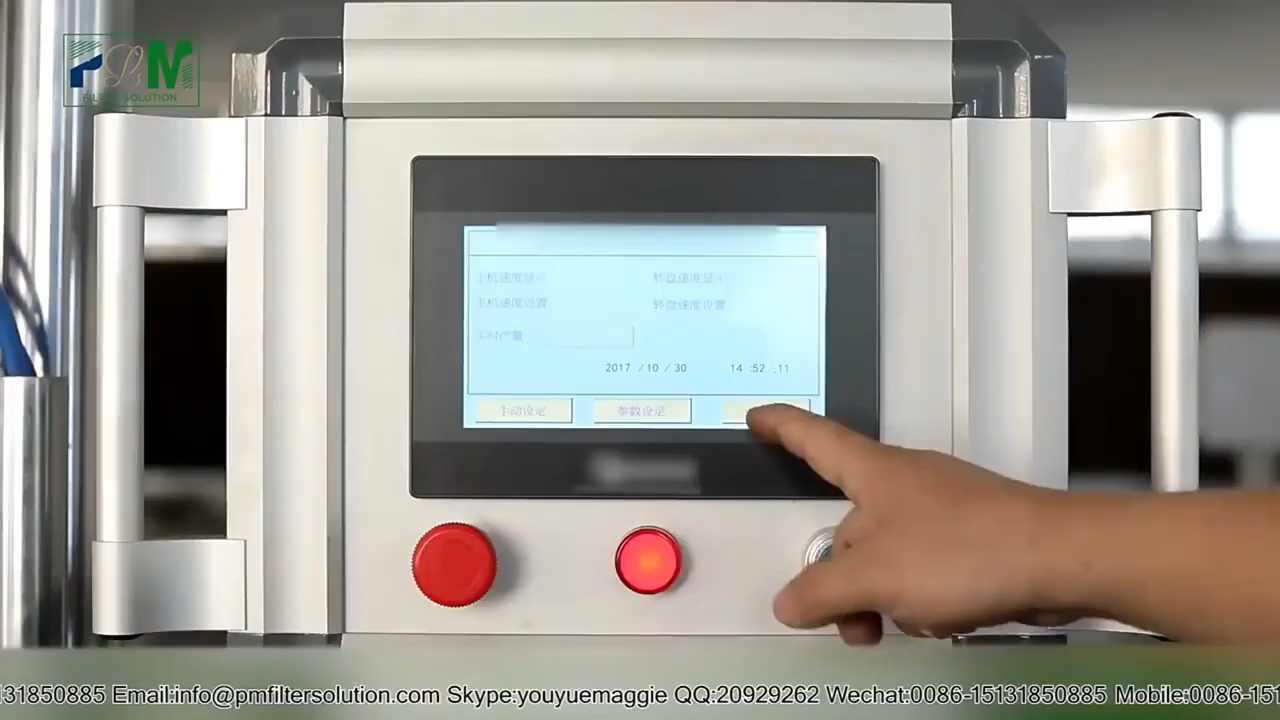 PM
FILTER SOLUTION
主机速度显示 转盘速度显示
主机速度设置 转盘速度设置
实时产量
2017 / 10 / 30 14 :52 :11
手动设定 参数设定
131850885 Email:info@pmfiltersolution.com Skype:youyuemaggie QQ:20929262 Wechat:0086-15131850885 Mobile:0086-151